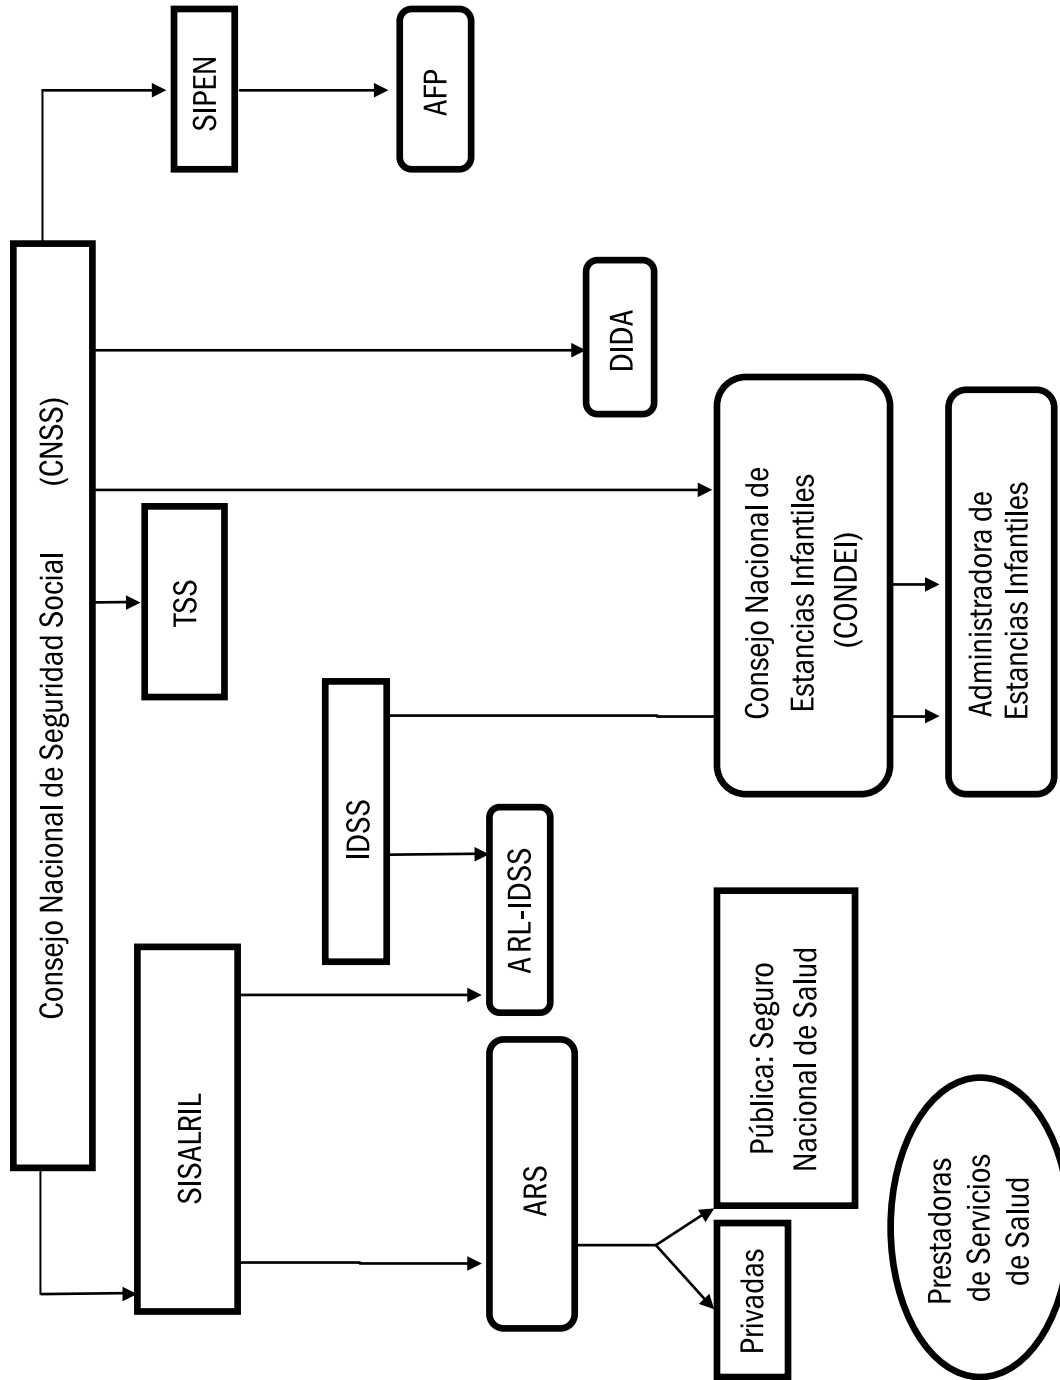 Consejo Nacional de Seguridad Social (CNSS)
SISALRIL
TSS
SIPEN
IDSS
AFP
ARS
A RL-IDSS
DIDA
Privadas
Pública: Seguro
Nacional de Salud
Consejo Nacional de
Estancias Infantiles
(CONDEI)
Prestadoras
de Servicios
de Salud
Administradora de
Estancias Infantiles